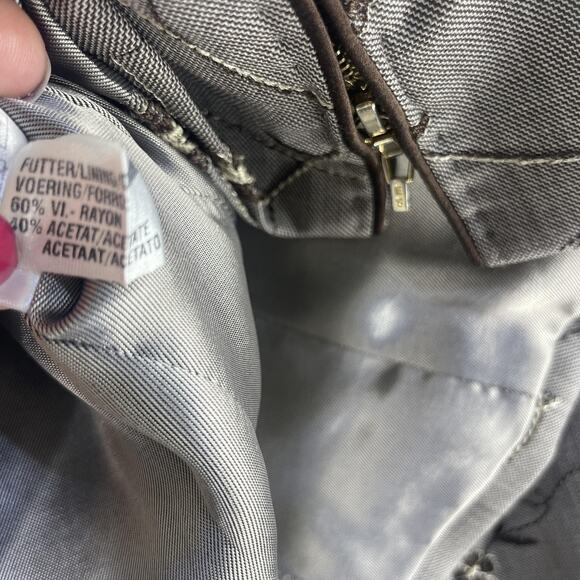 FUTTER/LINING/
VOERING/FORRO
60% VI.- RAYON
40% ACETAT/ACETATE
ACETAAT/ACETATO